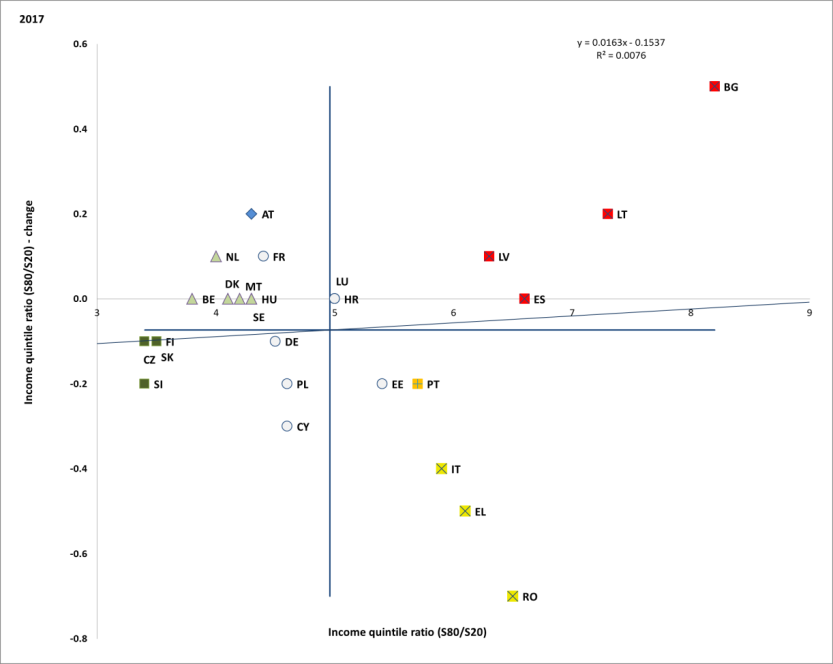 2017
y = 0.0163x - 0.1537
R² = 0.0076
0.6
BG
0.4
0.2
AT
LT
NL
FR
LV
DK
MT
LU
0.0
BE
HU
HR
ES
3
4
5
6
7
8
9
SE
FI
DE
CZ
SK
-0.2
SI
PL
EE
PT
CY
-0.4
IT
EL
-0.6
RO
-0.8
Income quintile ratio (S80/S20) - change
Income quintile ratio (S80/S20)